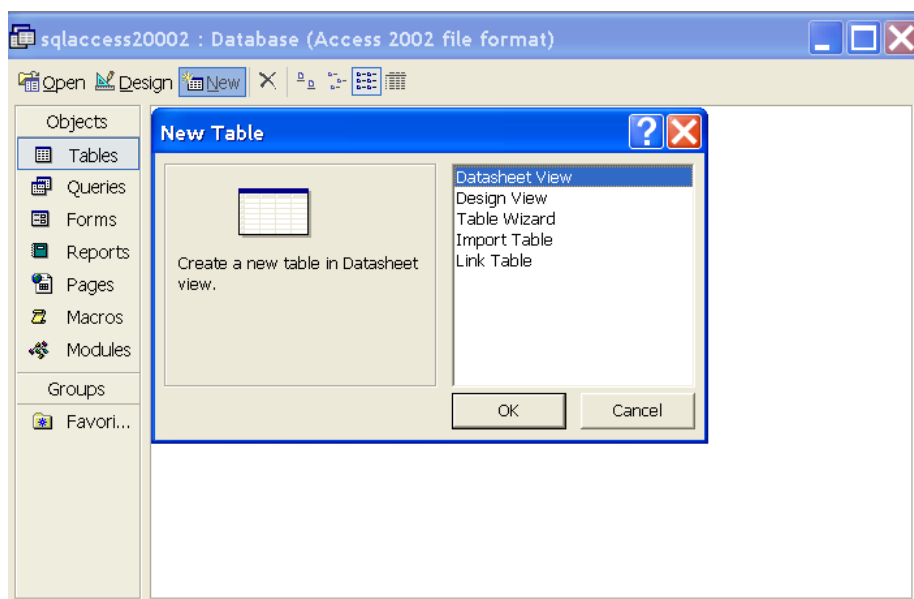 sqlaccess20002 : Database (Access 2002 file format)
Open Design New
Objects
Tables
Queries
Forms
Reports
Pages
Macros
Modules
Groups
Favori...
New Table
Create a new table in Datasheet
view.
Datasheet View
Design View
Table Wizard
Import Table
Link Table
OK
Cancel